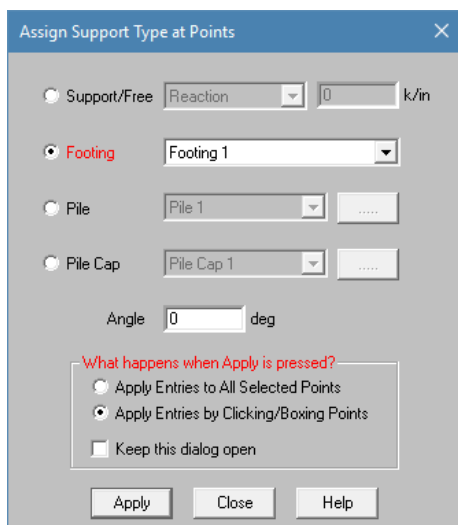 Assign Support Type at Points
Support/Free Reaction 0 k/in
Footing Footing 1
Pile Pile 1 .....
Pile Cap Pile Cap 1 .....
Angle 0 deg
What happens when Apply is pressed?
Apply Entries to All Selected Points
Apply Entries by Clicking/Boxing Points
Keep this dialog open
Apply Close Help